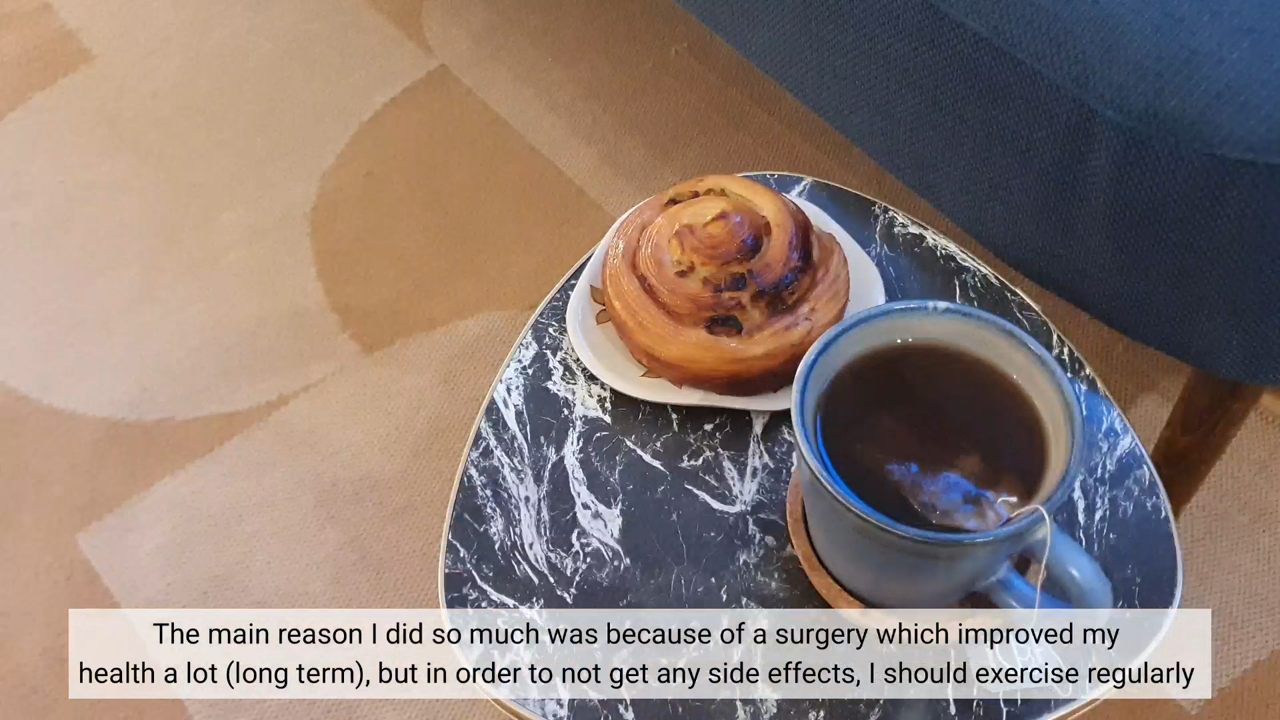 The main reason I did so much was because of a surgery which improved my
health a lot (long term), but in order to not get any side effects, I should exercise regularly